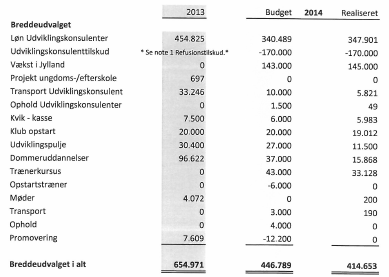 2013 Budget 2014 Realiseret
Breddeudvalget
Løn Udviklingskonsulenter 454.825 340.489 347.901
Udviklingskonsulenttilskud * Se note 1 Refusionstilskud.* -170.000 -170.000
Vækst i Jylland 0 143.000 145.000
Projekt ungdoms-/efterskole 697 0 0
Transport Udviklingskonsulent 33.246 10.000 5.821
Ophold Udviklingskonsulenter 0 1.500 49
Kvik - kasse 7.500 6.000 5.983
Klub opstart 20.000 20.000 19.012
Udviklingspulje 30.400 27.000 11.500
Dommeruddannelser 96.622 37.000 15.868
Trænerkursus 0 43.000 33.128
Opstartstræner 0 -6.000 0
Møder 4.072 0 200
Transport 0 3.000 190
Ophold 0 4.000 0
Promovering 7.609 -12.200 0
Breddeudvalget i alt 654.971 446.789 414.653